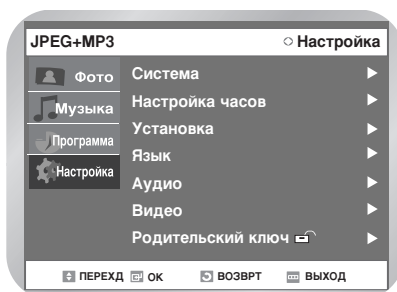 JPEG+MP3 Настройка
Фото
Музыка
Программа
Настройка
Система
Настройка часов
Установка
Язык
Аудио
Видео
Родительский ключ
ПЕРЕХД OK ВОЗВРТ ВЫХОД